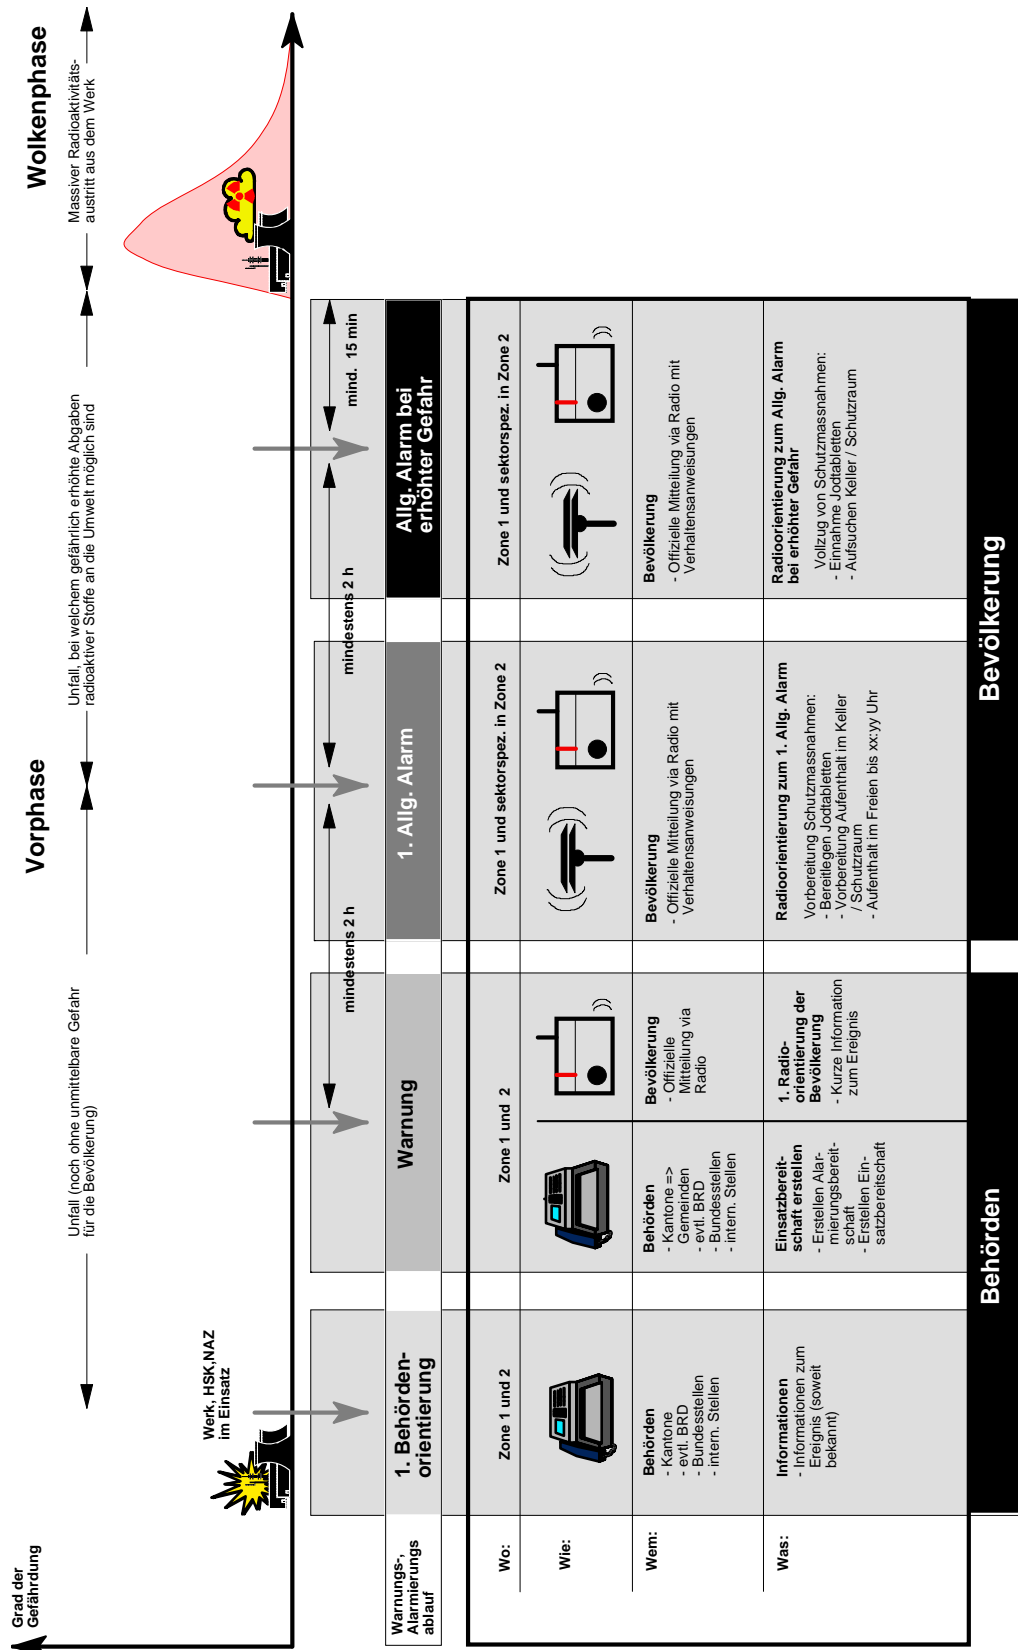 Grad der
Gefährdung
Vorphase
Wolkenphase
Unfall (noch ohne unmittelbare Gefahr
für die Bevölkerung)
Unfall, bei welchem gefährlich erhöhte Abgaben
radioaktiver Stoffe an die Umwelt möglich sind
Massiver Radioaktivitäts-
austritt aus dem Werk
Werk, HSK,NAZ
im Einsatz
mindestens 2 h
mindestens 2 h
mind. 15 min
Warnungs-,
Alarmierungs
ablauf
1. Behörden-
orientierung
Warnung
1. Allg. Alarm
Allg. Alarm bei
erhöhter Gefahr
Wo:
Zone 1 und 2
Zone 1 und 2
Zone 1 und sektorspez. in Zone 2
Zone 1 und sektorspez. in Zone 2
Wie:
Wem:
Behörden
- Kantone
- evtl. BRD
- Bundesstellen
- intern. Stellen
Behörden
- Kantone =>
Gemeinden
- evtl. BRD
- Bundesstellen
- intern. Stellen
Bevölkerung
- Offizielle
Mitteilung via
Radio
Bevölkerung
- Offizielle Mitteilung via Radio mit
Verhaltensanweisungen
Bevölkerung
- Offizielle Mitteilung via Radio mit
Verhaltensanweisungen
Was:
Informationen
- Informationen zum
Ereignis (soweit
bekannt)
Einsatzbereit-
schaft erstellen
- Erstellen Alar-
mierungsbereit-
schaft
- Erstellen Ein-
satzbereitschaft
1. Radio-
orientierung der
Bevölkerung
- Kurze Information
zum Ereignis
Radioorientierung zum 1. Allg. Alarm
Vorbereitung Schutzmassnahmen:
- Bereitlegen Jodtabletten
- Vorbereitung Aufenthalt im Keller
/ Schutzraum
- Aufenthalt im Freien bis xx:yy Uhr
Radioorientierung zum Allg. Alarm
bei erhöhter Gefahr
Vollzug von Schutzmassnahmen:
- Einnahme Jodtabletten
- Aufsuchen Keller / Schutzraum
Behörden
Bevölkerung